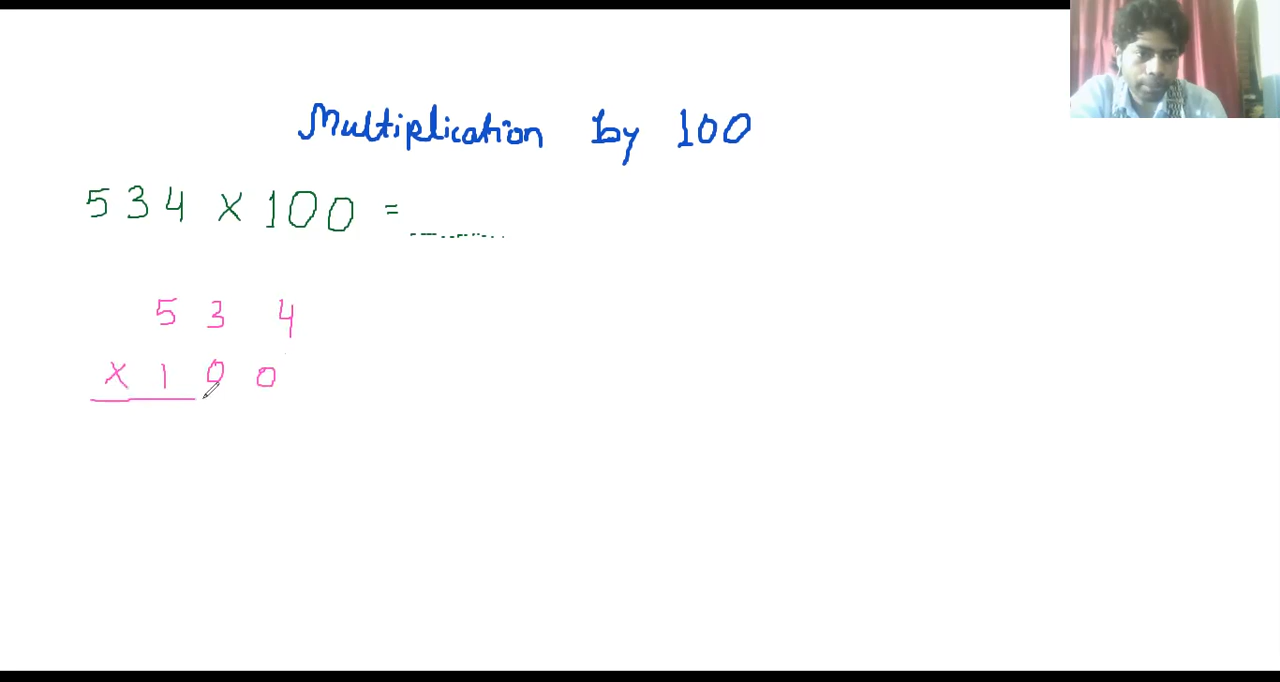 Multiplication by 100
534 × 100 = ............
5 3 4
× 1 0 0